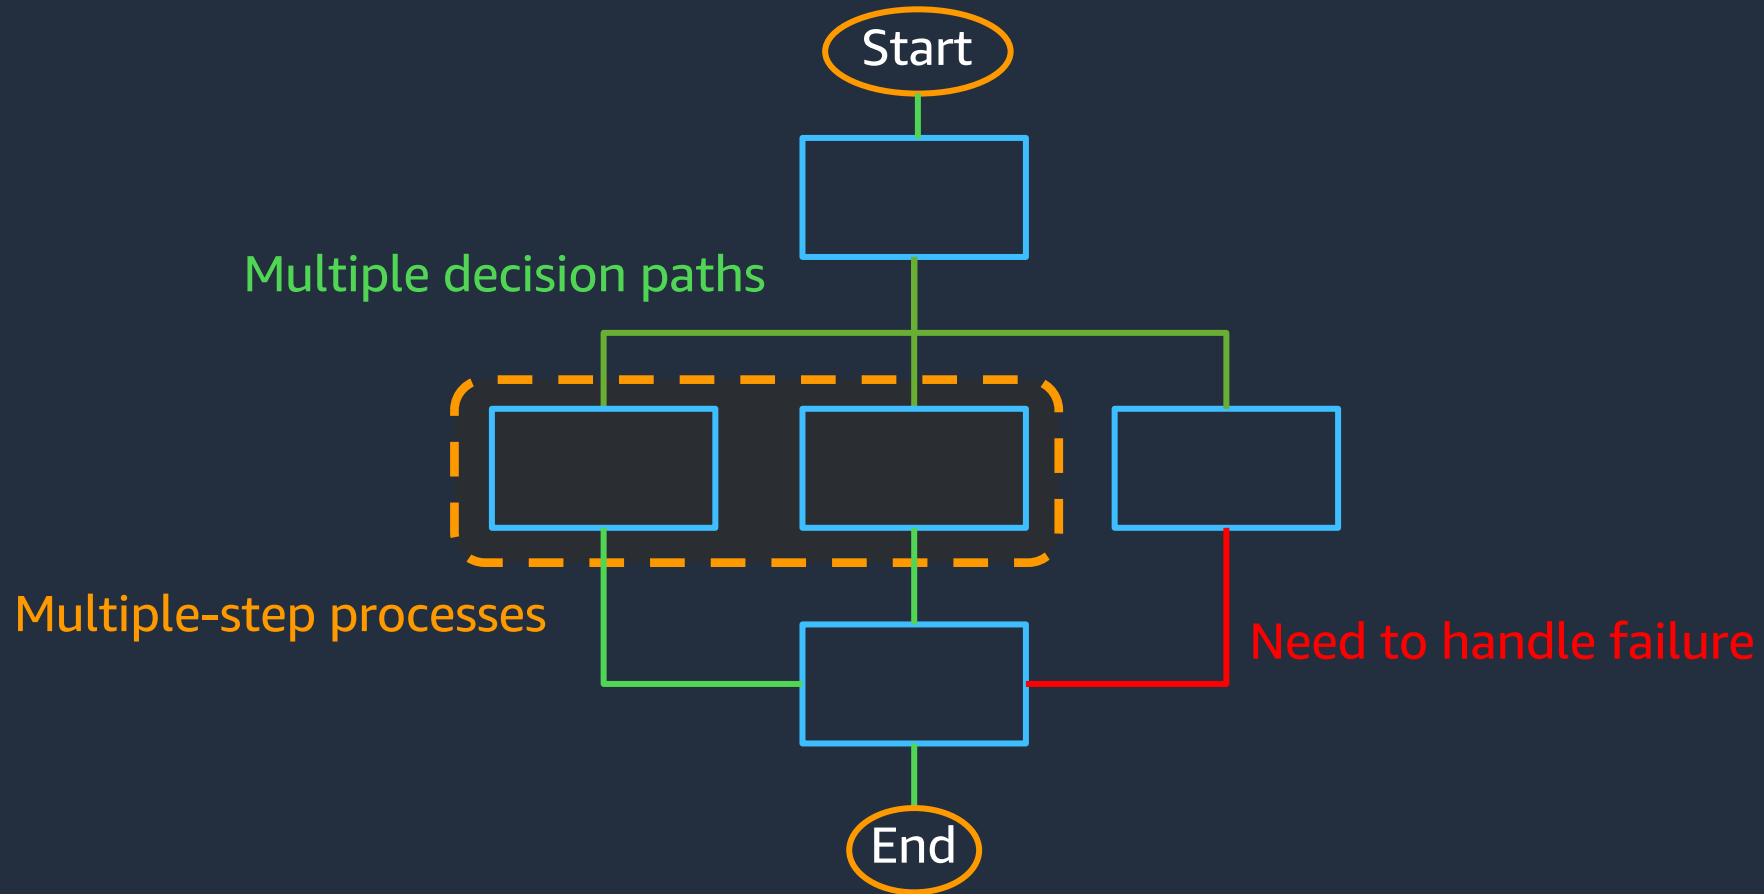 Start
Multiple decision paths
Multiple-step processes
Need to handle failure
End